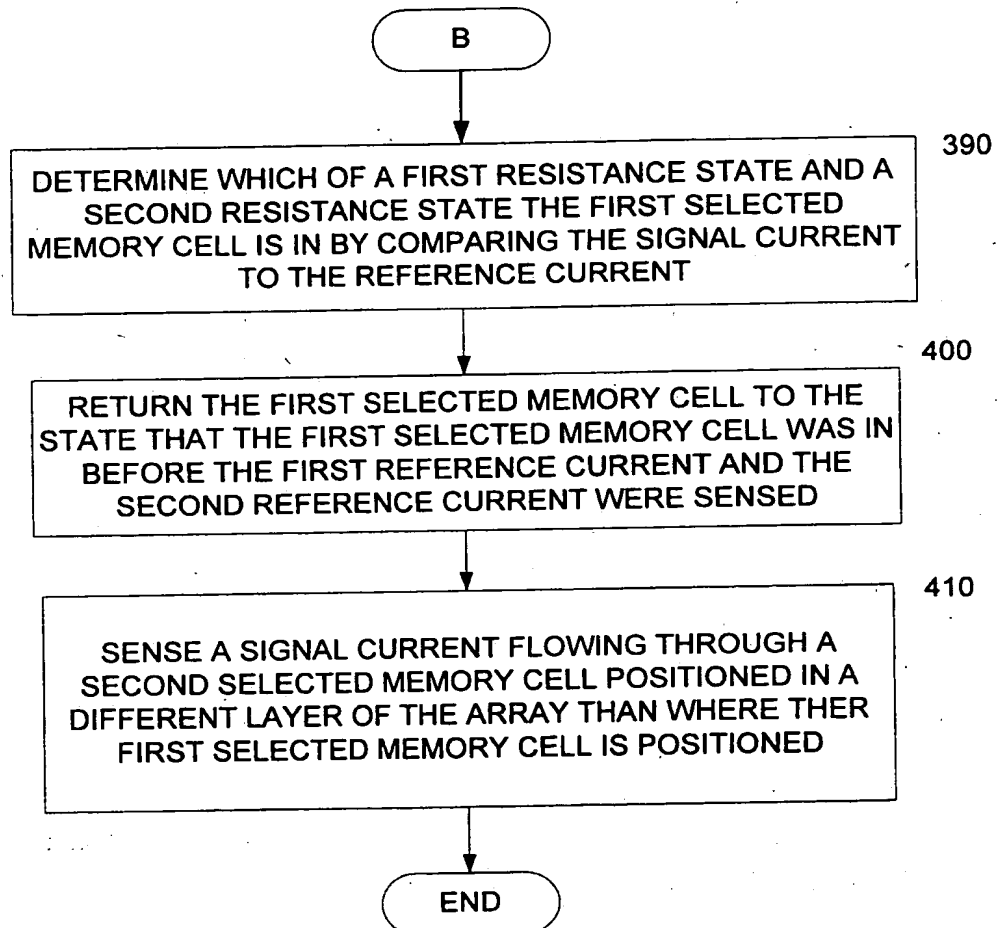 B
390
DETERMINE WHICH OF A FIRST RESISTANCE STATE AND A
SECOND RESISTANCE STATE THE FIRST SELECTED
MEMORY CELL IS IN BY COMPARING THE SIGNAL CURRENT
TO THE REFERENCE CURRENT
400
RETURN THE FIRST SELECTED MEMORY CELL TO THE
STATE THAT THE FIRST SELECTED MEMORY CELL WAS IN
BEFORE THE FIRST REFERENCE CURRENT AND THE
SECOND REFERENCE CURRENT WERE SENSED
410
SENSE A SIGNAL CURRENT FLOWING THROUGH A
SECOND SELECTED MEMORY CELL POSITIONED IN A
DIFFERENT LAYER OF THE ARRAY THAN WHERE THER
FIRST SELECTED MEMORY CELL IS POSITIONED
END